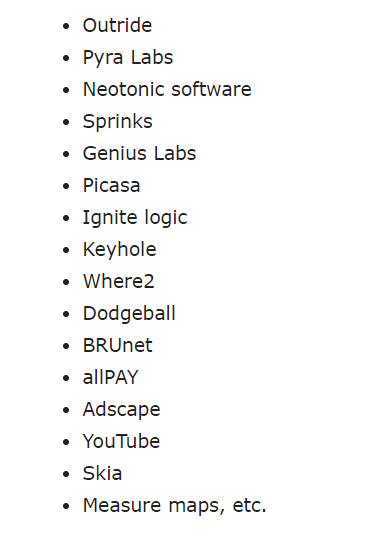 Outride
Pyra Labs
Neotonic software
Sprinks
Genius Labs
Picasa
Ignite logic
Keyhole
Where2
Dodgeball
BRUnet
allPAY
Adscape
YouTube
Skia
Measure maps, etc.